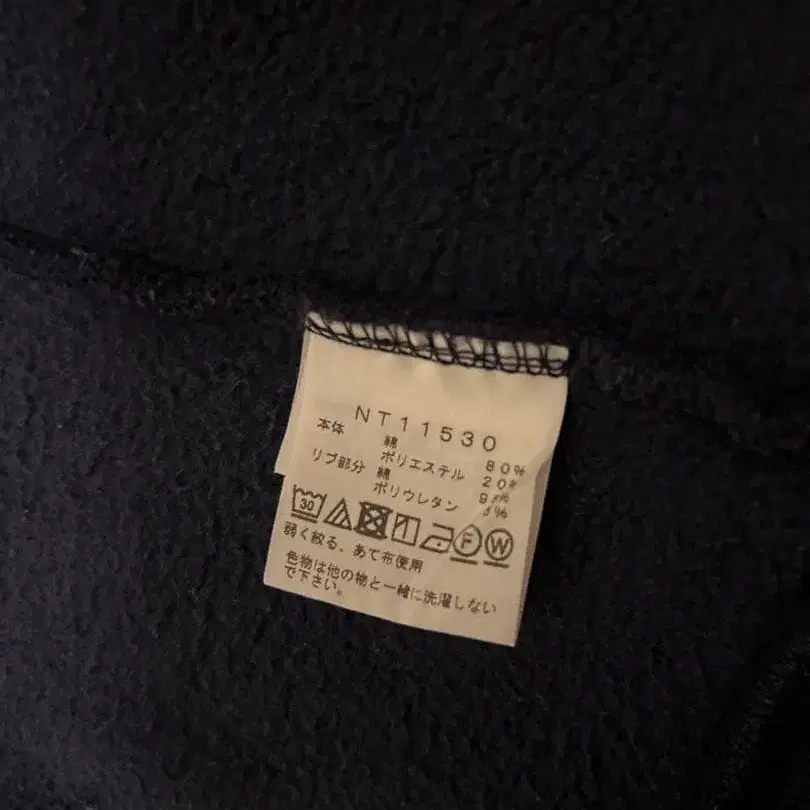 NT11530
本体 綿 80%
ポリエステル 20%
リブ部分 綿
ポリウレタン
30 F W
弱く絞る、あて布使用
色物は他の物と一緒に洗濯しない
で下さい。